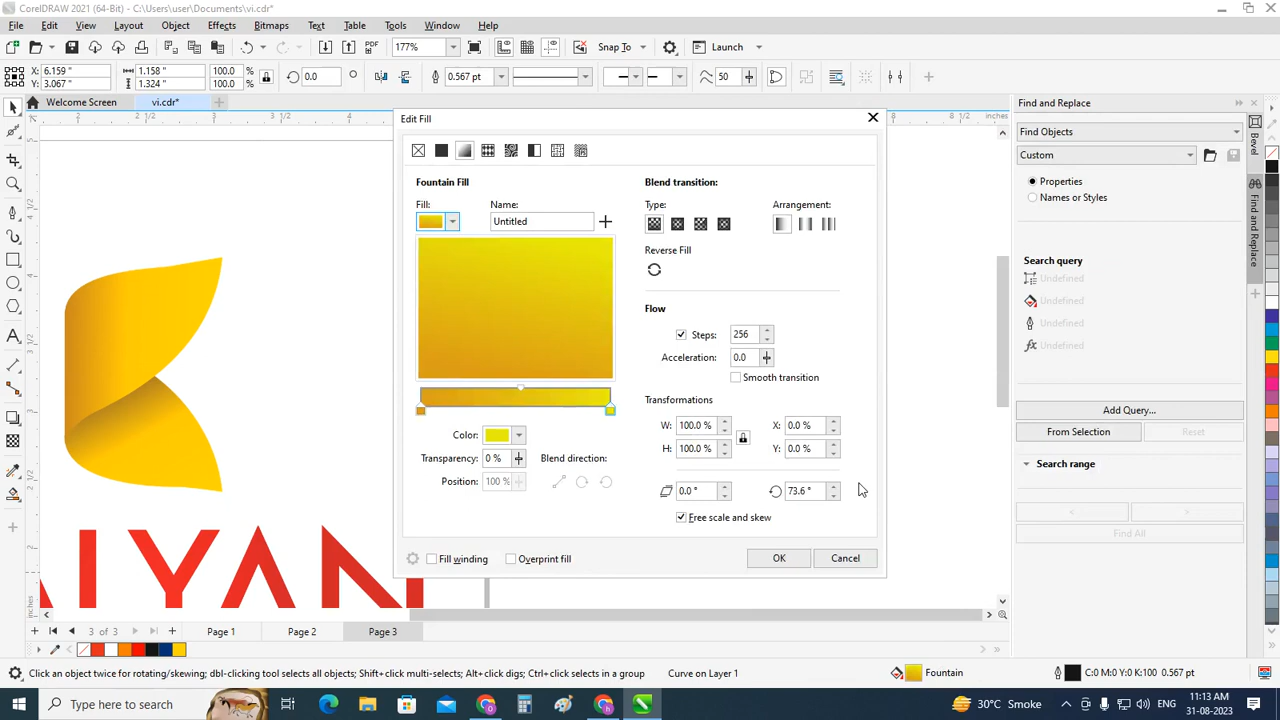 CorelDRAW 2021 (64-Bit) - C:\Users\user\Documents\vi.cdr*
File Edit View Layout Object Effects Bitmaps Text Table Tools Window Help
177% Snap To Launch
X: 6.159 " 1.158 " 100.0 % 0.0 ° 0.567 pt 50
Y: 3.067 " 1.324 " 100.0 %
Welcome Screen vi.cdr*
2 2 1/2 3 3 1/2 4 8 8 1/2
Edit Fill
Fountain Fill
Fill: Name:
Untitled
Color:
Transparency: 0 % Blend direction:
Position: 100 %
Blend transition:
Type: Arrangement:
Reverse Fill
Flow
Steps: 256
Acceleration: 0.0
Smooth transition
Transformations
W: 100.0 % X: 0.0 %
H: 100.0 % Y: 0.0 %
0.0 ° 73.6 °
Free scale and skew
Fill winding Overprint fill OK Cancel
Find and Replace
Find Objects
Custom
Properties
Names or Styles
Search query
Undefined
Undefined
Undefined
Undefined
Add Query...
From Selection Reset
Search range
< >
Find All
Bevel
Find and Replace
inches
IYAN
3 of 3 Page 1 Page 2 Page 3
Click an object twice for rotating/skewing; dbl-clicking tool selects all objects; Shift+click multi-selects; Alt+click digs; Ctrl+click selects in a group Curve on Layer 1 Fountain C:0 M:0 Y:0 K:100 0.567 pt
Type here to search 30°C Smoke ENG 11:13 AM
31-08-2023